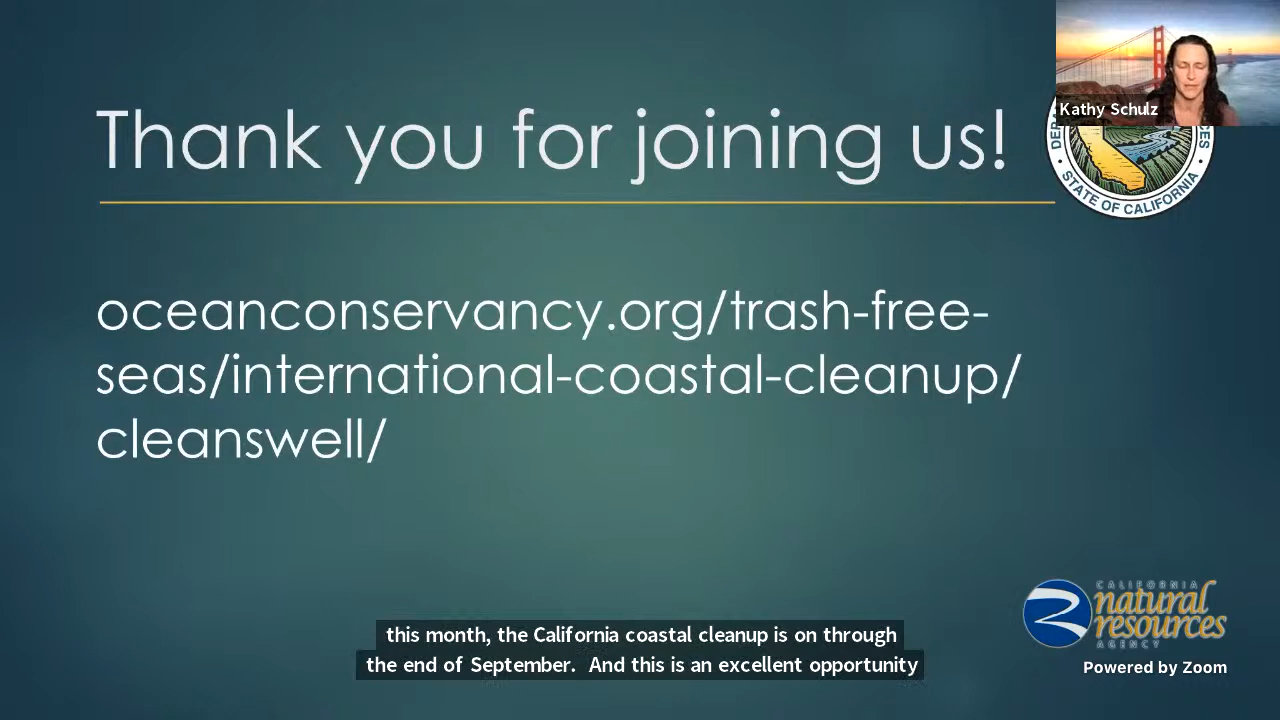 Thank you for joining us!
Kathy Schulz
STATE OF CALIFORNIA
oceanconservancy.org/trash-free-
seas/international-coastal-cleanup/
cleanswell/
CALIFORNIA
natural
resources
AGENCY
this month, the California coastal cleanup is on through
the end of September. And this is an excellent opportunity
Powered by Zoom